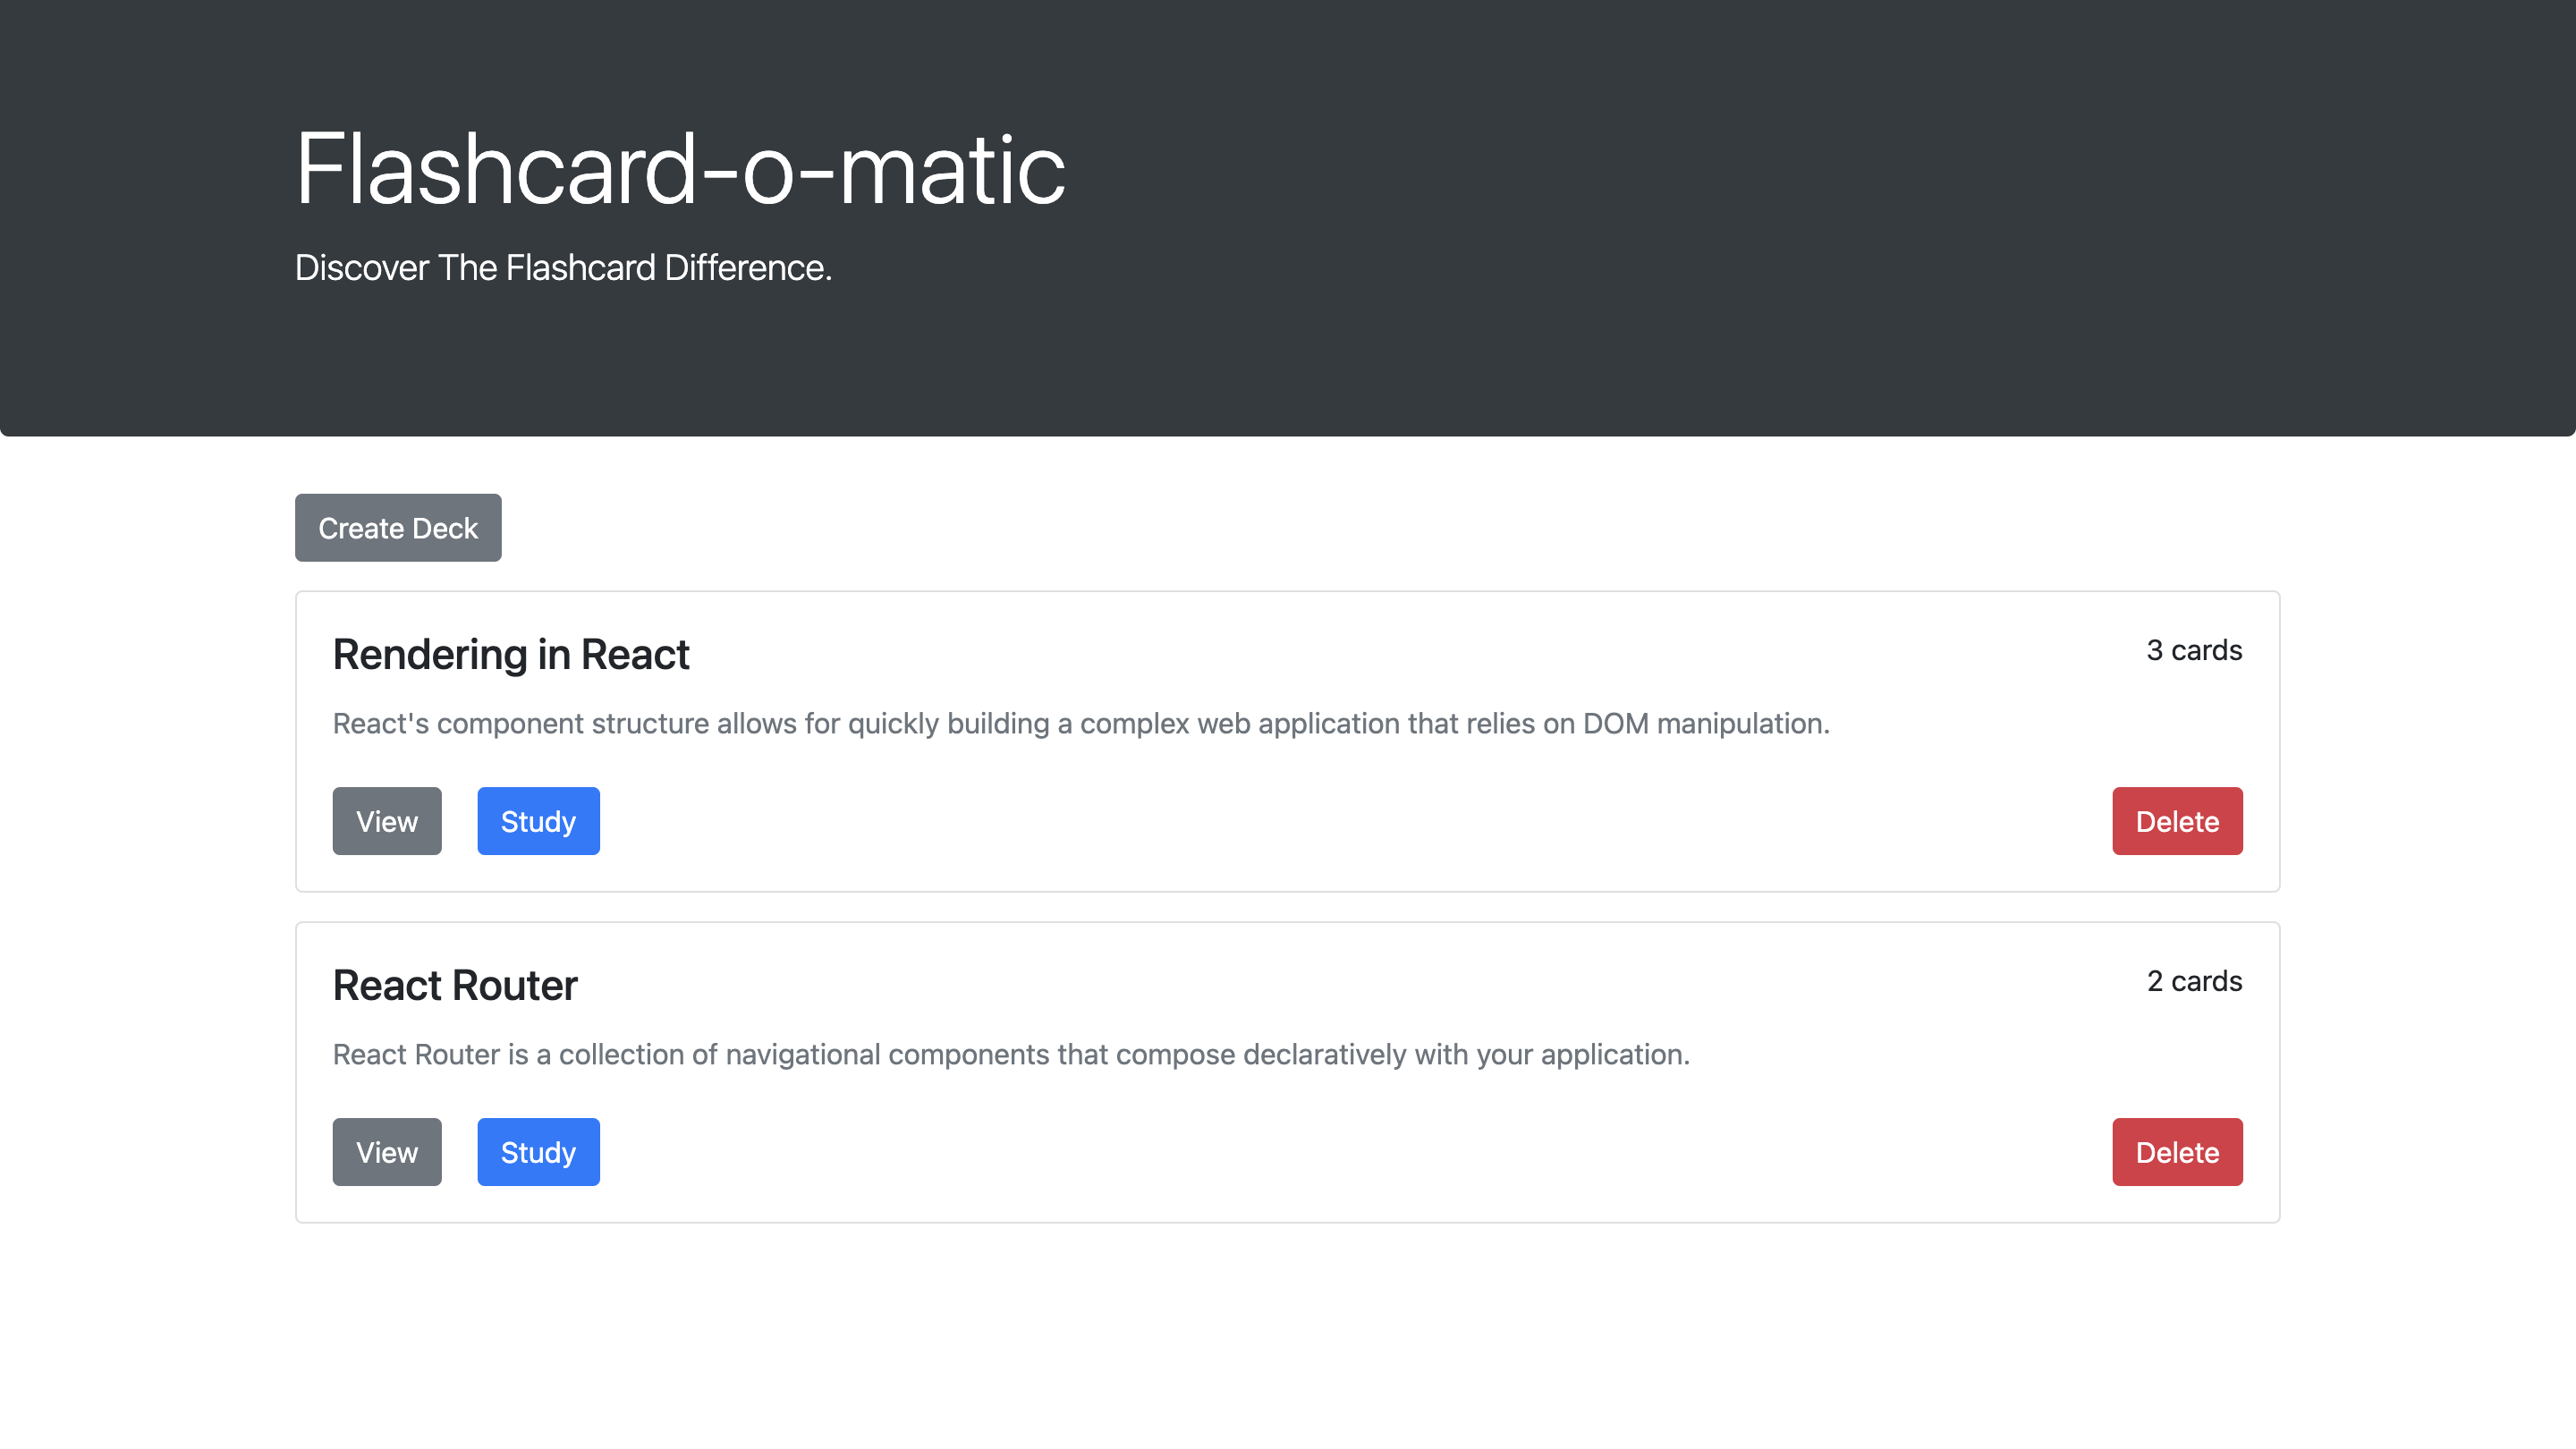 Flashcard-o-matic
Discover The Flashcard Difference.
Create Deck
Rendering in React
3 cards
React's component structure allows for quickly building a complex web application that relies on DOM manipulation.
View
Study
Delete
React Router
2 cards
React Router is a collection of navigational components that compose declaratively with your application.
View
Study
Delete